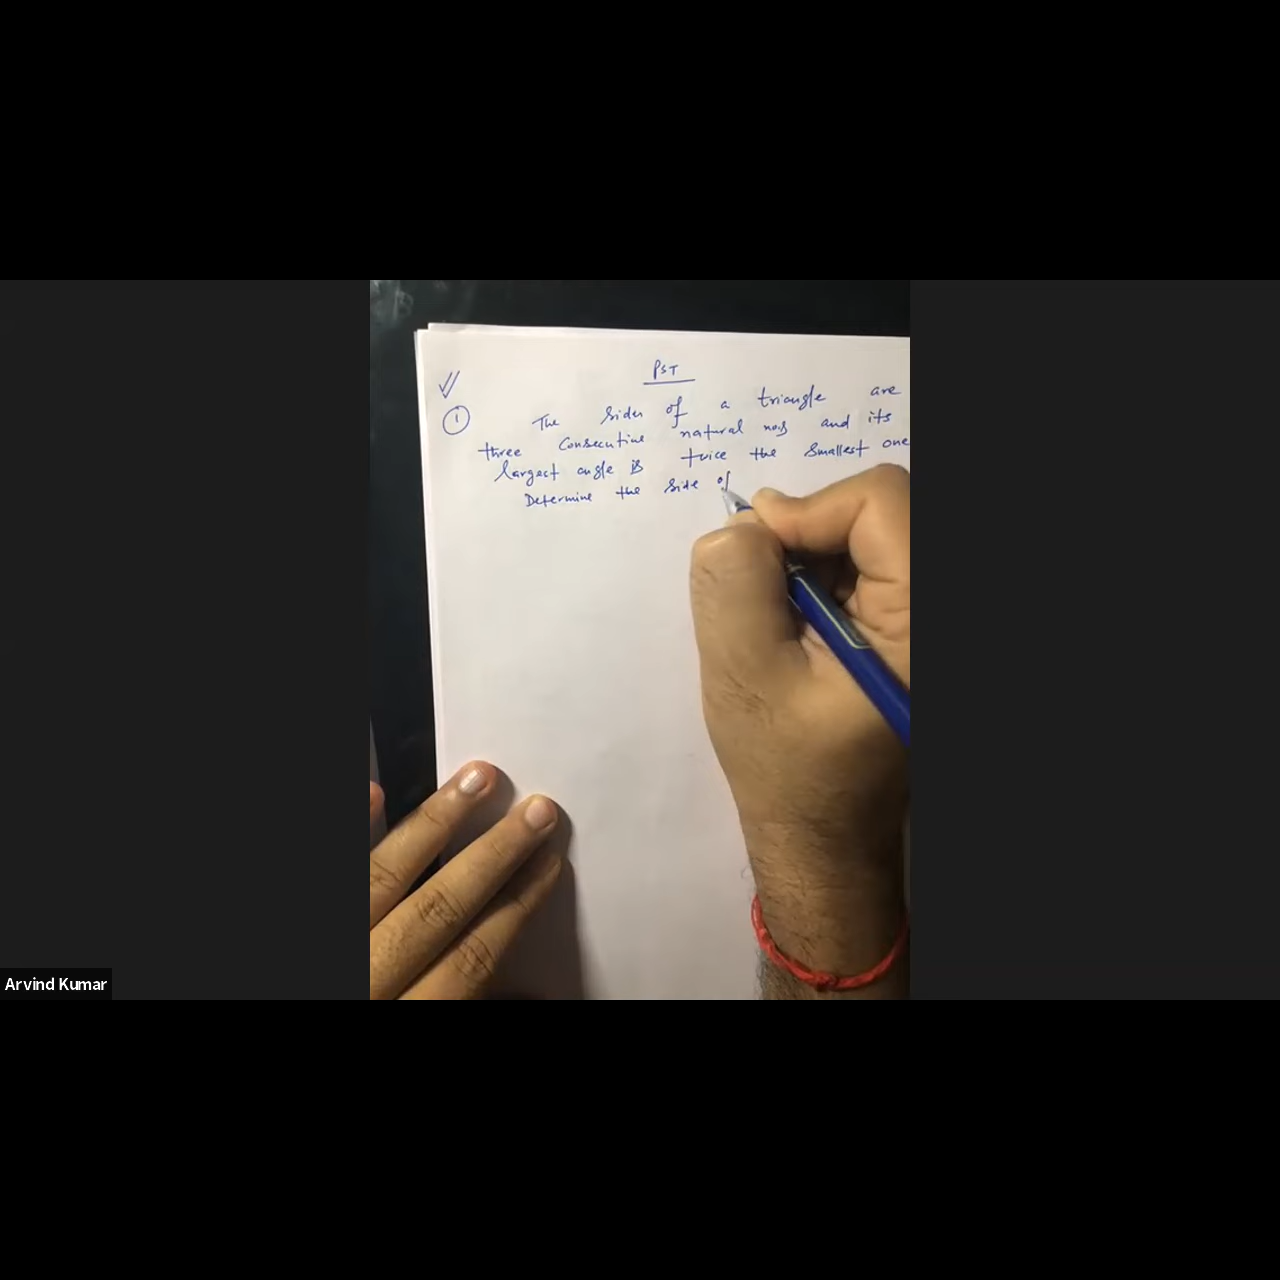 PST
1 The sides of a triangle are
three consecutive natural nos and its
largest angle is twice the smallest one
Determine the side of
Arvind Kumar